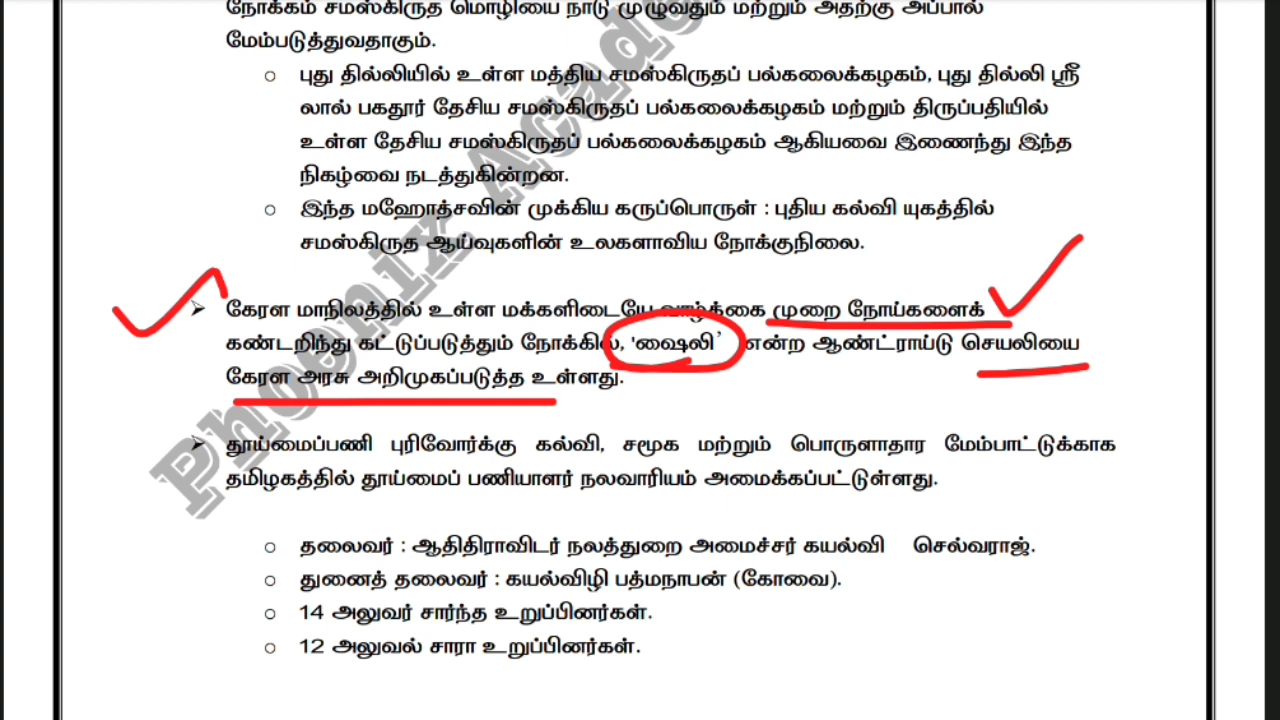 நோக்கம் சமஸ்கிருத மொழியை நாடு முழுவதும் மற்றும் அதற்கு அப்பால்
மேம்படுத்துவதாகும்.
o புது தில்லியில் உள்ள மத்திய சமஸ்கிருதப் பல்கலைக்கழகம், புது தில்லி ஸ்ரீ
லால் பகதூர் தேசிய சமஸ்கிருதப் பல்கலைக்கழகம் மற்றும் திருப்பதியில்
உள்ள தேசிய சமஸ்கிருதப் பல்கலைக்கழகம் ஆகியவை இணைந்து இந்த
நிகழ்வை நடத்துகின்றன.
o இந்த மஹோத்சவின் முக்கிய கருப்பொருள் : புதிய கல்வி யுகத்தில்
சமஸ்கிருத ஆய்வுகளின் உலகளாவிய நோக்குநிலை.
➢ கேரள மாநிலத்தில் உள்ள மக்களிடையே வாழ்க்கை முறை நோய்களைக்
கண்டறிந்து கட்டுப்படுத்தும் நோக்கில், 'ஷைலி’ என்ற ஆண்ட்ராய்டு செயலியை
கேரள அரசு அறிமுகப்படுத்த உள்ளது.
➢ தூய்மைப்பணி புரிவோர்க்கு கல்வி, சமூக மற்றும் பொருளாதார மேம்பாட்டுக்காக
தமிழகத்தில் தூய்மைப் பணியாளர் நலவாரியம் அமைக்கப்பட்டுள்ளது.
o தலைவர் : ஆதிதிராவிடர் நலத்துறை அமைச்சர் கயல்வி செல்வராஜ்.
o துனைத் தலைவர் : கயல்விழி பத்மநாபன் (கோவை).
o 14 அலுவர் சார்ந்த உறுப்பினர்கள்.
o 12 அலுவல் சாரா உறுப்பினர்கள்.
Phoenix Acade